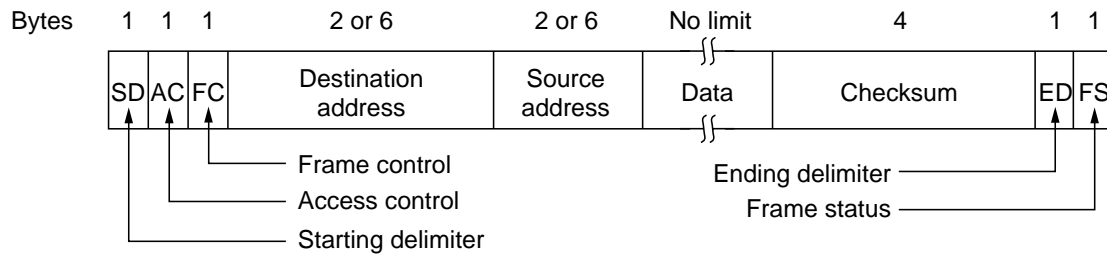 Bytes 1 1 1 2 or 6 2 or 6 No limit 4 1 1
SD AC FC Destination address Source address Data Checksum ED FS
Frame control
Access control
Starting delimiter
Ending delimiter
Frame status